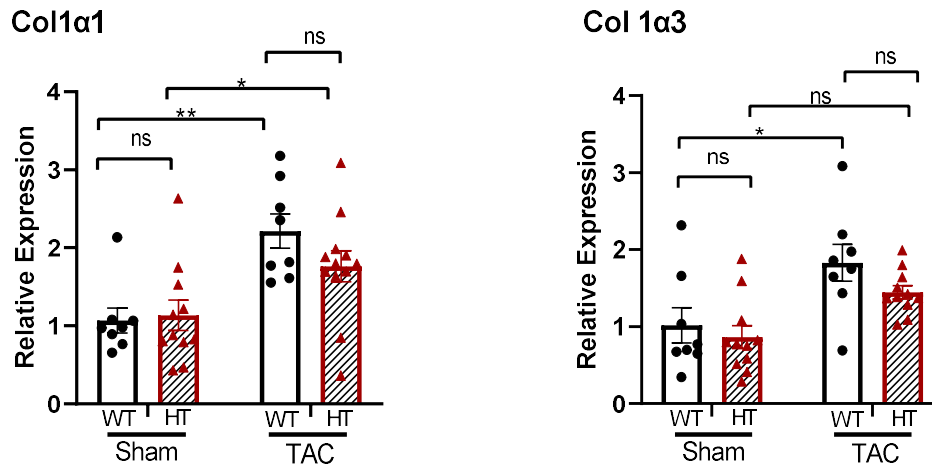 Col1α1
ns
*
**
ns
4
3
2
1
0
Relative Expression
WT HT WT HT
Sham TAC
Col 1α3
ns
ns
*
ns
4
3
2
1
0
Relative Expression
WT HT WT HT
Sham TAC